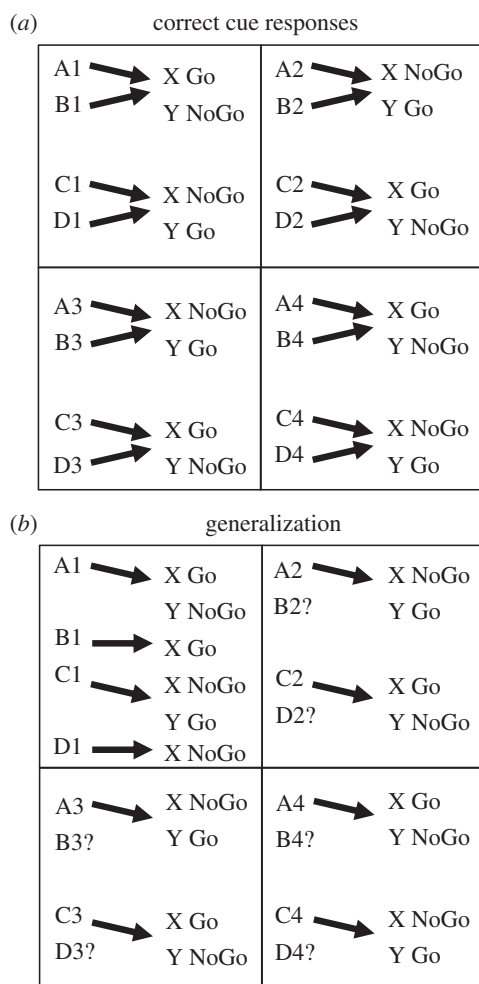 (a) correct cue responses
A1 X Go
B1 Y NoGo
C1 X NoGo
D1 Y Go
A2 X NoGo
B2 Y Go
C2 X Go
D2 Y NoGo
A3 X NoGo
B3 Y Go
C3 X Go
D3 Y NoGo
A4 X Go
B4 Y NoGo
C4 X NoGo
D4 Y Go
(b) generalization
A1 X Go
Y NoGo
B1 X Go
C1 X NoGo
Y Go
D1 X NoGo
A2 X NoGo
B2? Y Go
C2 X Go
D2? Y NoGo
A3 X NoGo
B3? Y Go
C3 X Go
D3? Y NoGo
A4 X Go
B4? Y NoGo
C4 X NoGo
D4? Y Go